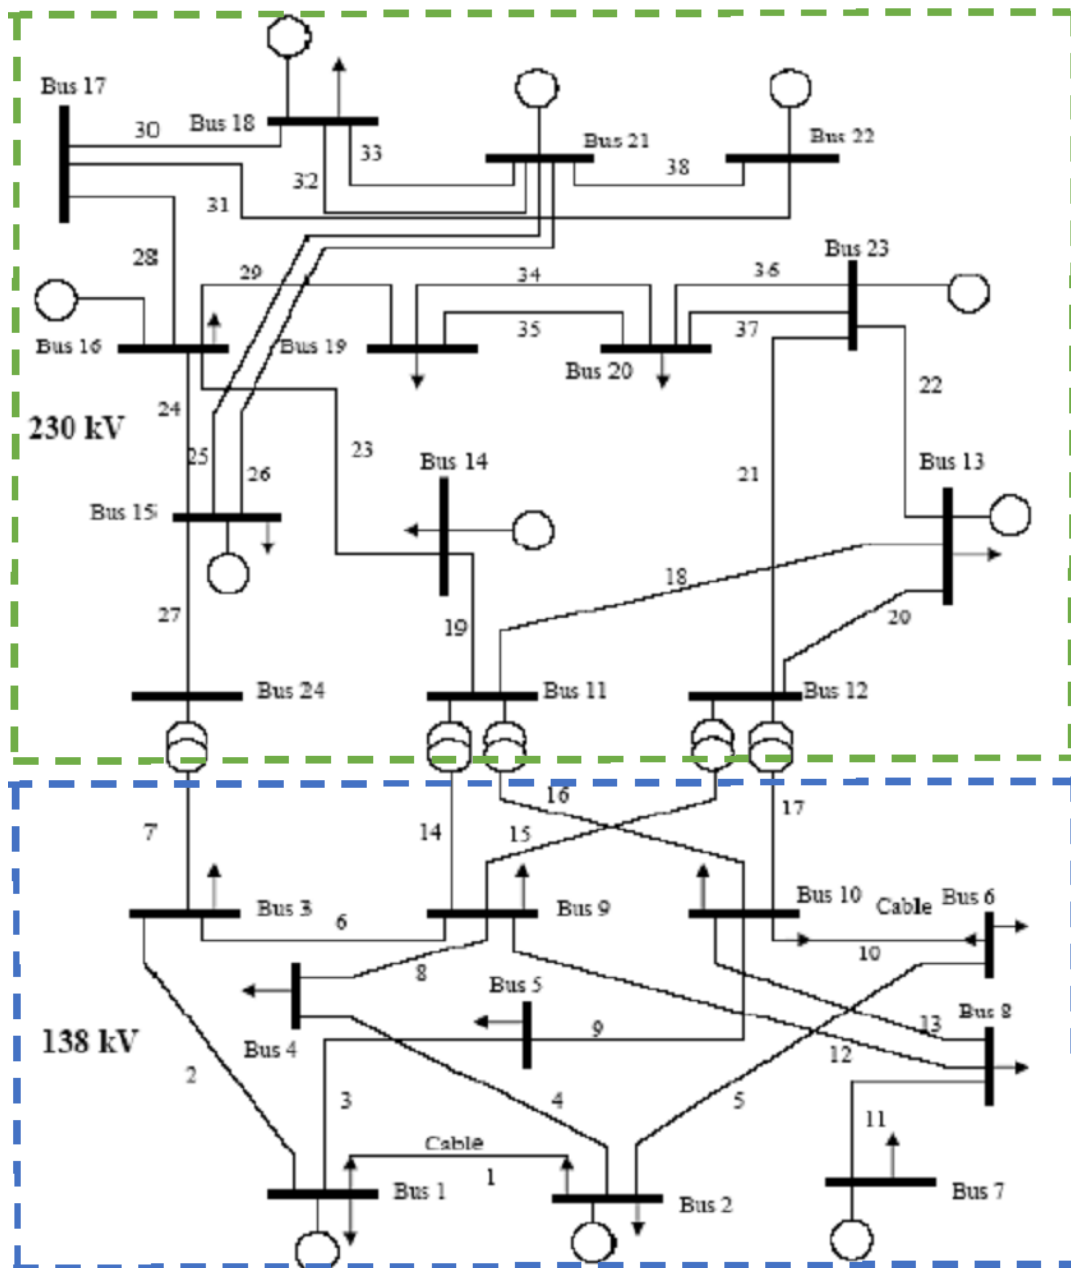 Bus 17
Bus 18
Bus 21
Bus 22
30
33
32
38
31
28
29
34
36
Bus 23
Bus 16
Bus 19
35
37
Bus 20
22
24
230 kV
25
26
23
Bus 14
21
Bus 13
Bus 15
18
27
19
20
Bus 24
Bus 11
Bus 12
16
7
14
15
17
Bus 3
6
Bus 9
Bus 10
Cable
Bus 6
8
10
Bus 5
Bus 8
138 kV
Bus 4
9
13
12
2
3
4
5
11
Cable
1
Bus 1
Bus 2
Bus 7